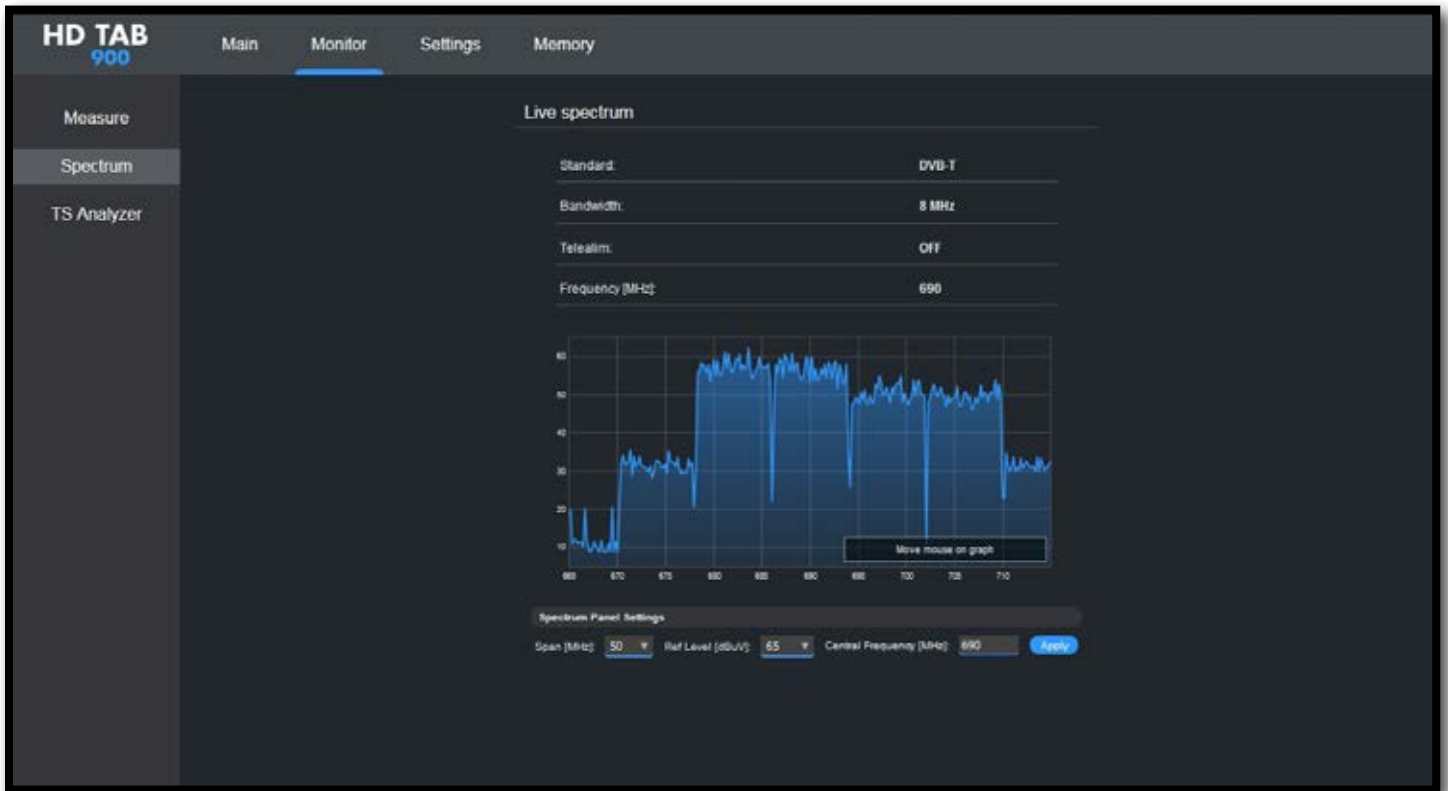 HD TAB
900
Main Monitor Settings Memory
Measure
Spectrum
TS Analyzer
Live spectrum
Standard: DVB-T
Bandwidth: 8 MHz
Telealim: OFF
Frequency [MHz]: 690
60
50
40
30
20
10
Move mouse on graph
665 670 675 680 685 690 695 700 705 710
Spectrum Panel Settings
Span [MHz]: 50 Ref Level [dBuV]: 65 Central Frequency [MHz]: 690 Apply